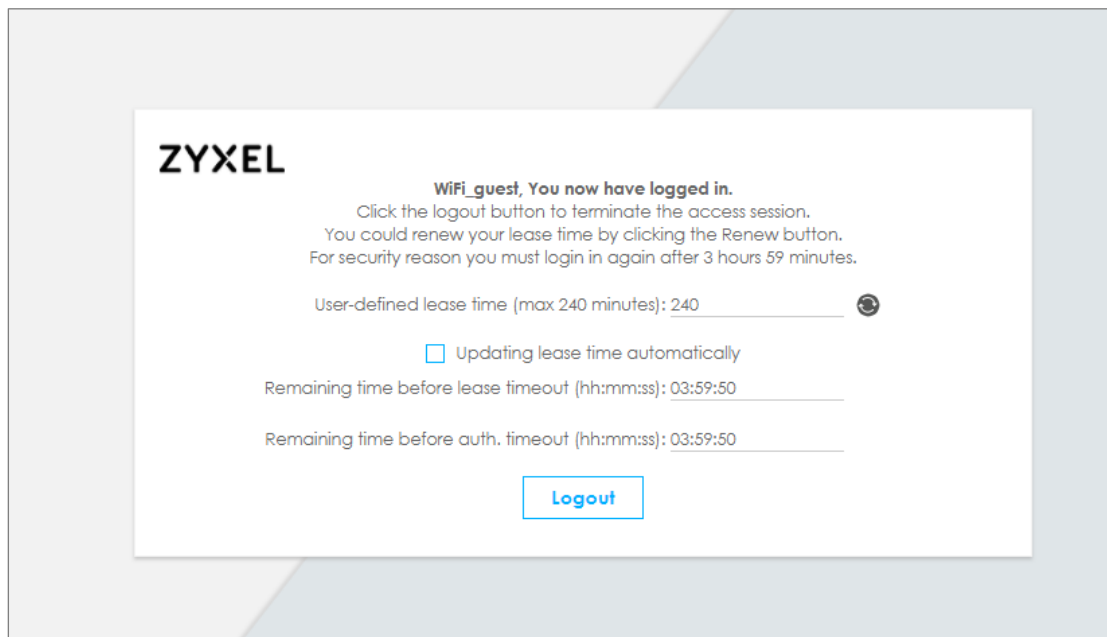 ZYXEL
WiFi_guest, You now have logged in.
Click the logout button to terminate the access session.
You could renew your lease time by clicking the Renew button.
For security reason you must login in again after 3 hours 59 minutes.
User-defined lease time (max 240 minutes): 240
Updating lease time automatically
Remaining time before lease timeout (hh:mm:ss): 03:59:50
Remaining time before auth. timeout (hh:mm:ss): 03:59:50
Logout